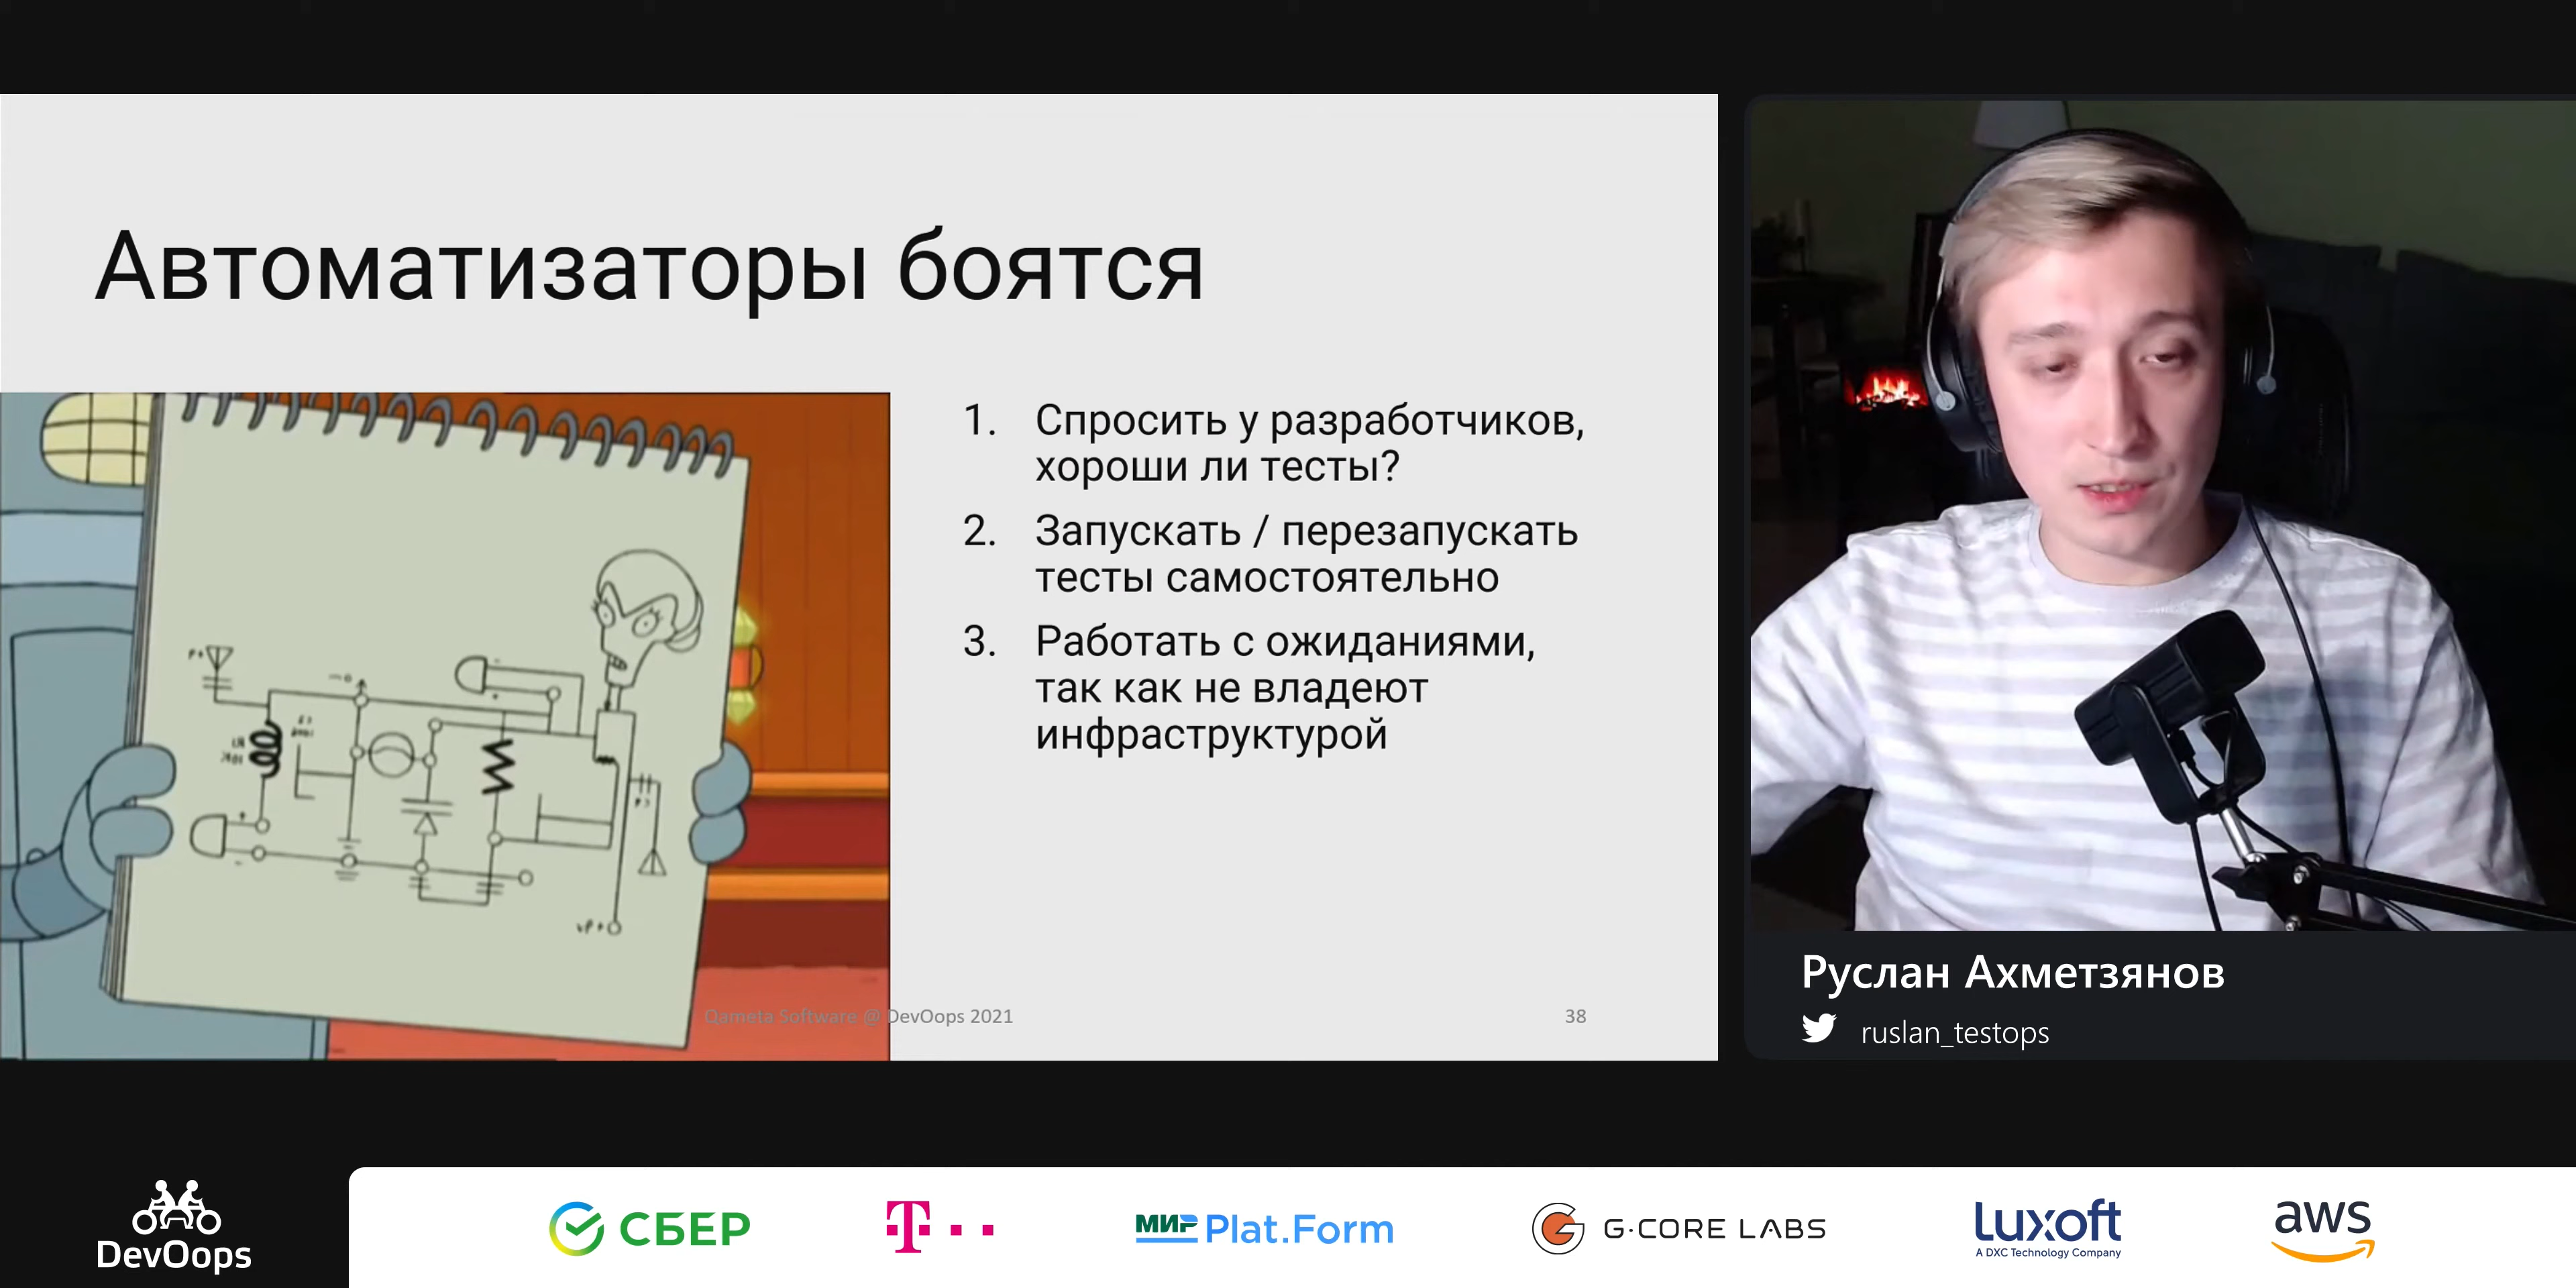 Автоматизаторы боятся
1. Спросить у разработчиков,
хороши ли тесты?
2. Запускать / перезапускать
тесты самостоятельно
3. Работать с ожиданиями,
так как не владеют
инфраструктурой
Qameta Software @ DevOops 2021
38
Руслан Ахметзянов
ruslan_testops
DevOops
СБЕР
T
МИР Plat.Form
G·CORE LABS
luxoft
A DXC Technology Company
aws